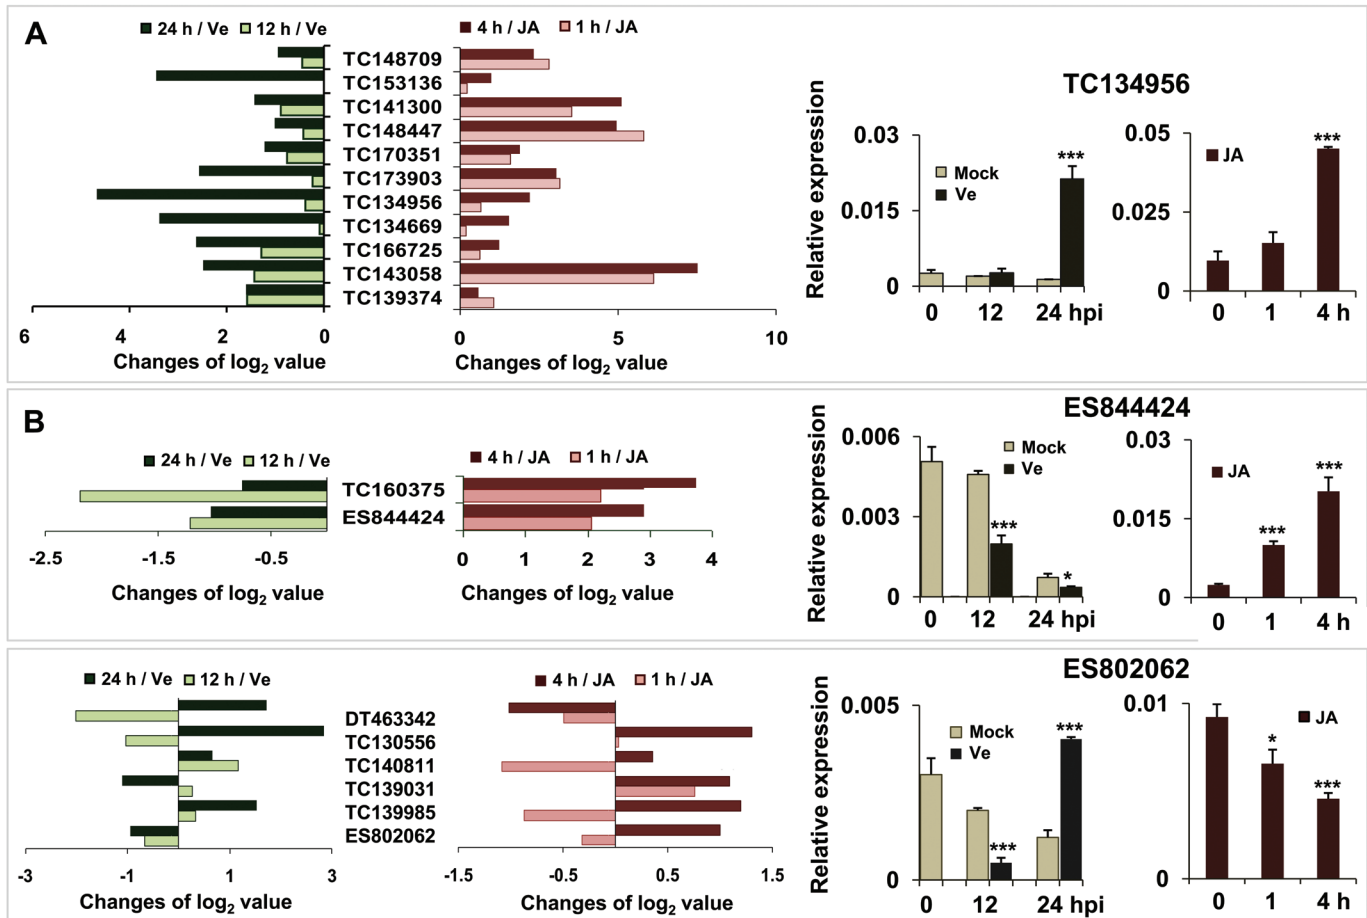 A
24 h / Ve 12 h / Ve
4 h / JA 1 h / JA
TC148709
TC153136
TC141300
TC148447
TC170351
TC173903
TC134956
TC134669
TC166725
TC143058
TC139374
6 4 2 0
Changes of log2 value
0 5 10
Changes of log2 value
TC134956
Relative expression
0.03
0.015
0
Mock
Ve
***
0 12 24 hpi
0.05
0.025
0
JA
***
0 1 4 h
B
24 h / Ve 12 h / Ve
4 h / JA 1 h / JA
TC160375
ES844424
-2.5 -1.5 -0.5
Changes of log2 value
0 1 2 3 4
Changes of log2 value
ES844424
Relative expression
0.006
0.003
0
Mock
Ve
***
*
0 12 24 hpi
0.03
0.015
0
JA
***
***
0 1 4 h
24 h / Ve 12 h / Ve
4 h / JA 1 h / JA
DT463342
TC130556
TC140811
TC139031
TC139985
ES802062
-3 -1 1 3
Changes of log2 value
-1.5 -0.5 0.5 1.5
Changes of log2 value
ES802062
Relative expression
0.005
0
Mock
Ve
***
***
0 12 24 hpi
0.01
0
JA
*
***
0 1 4 h